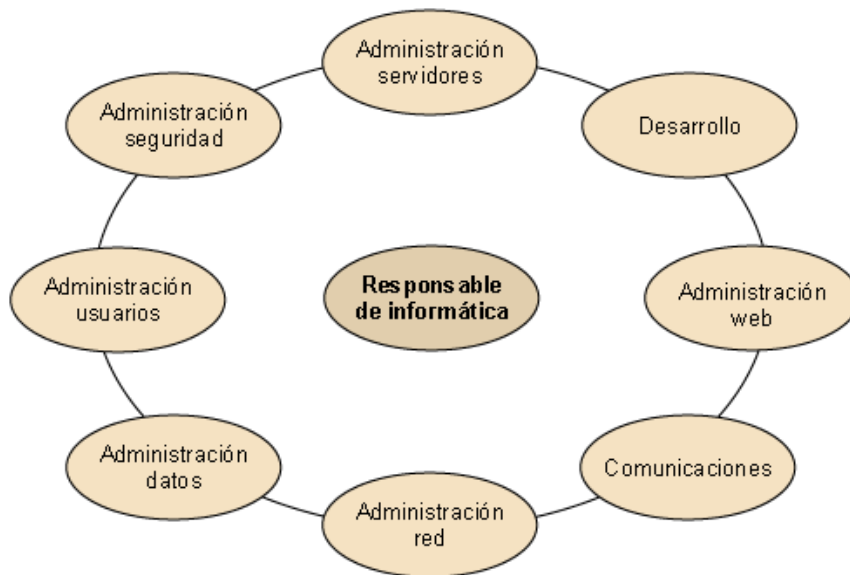 Administración
servidores
Desarrollo
Administración
web
Comunicaciones
Administración
red
Administración
datos
Administración
usuarios
Administración
seguridad
Responsable
de informática